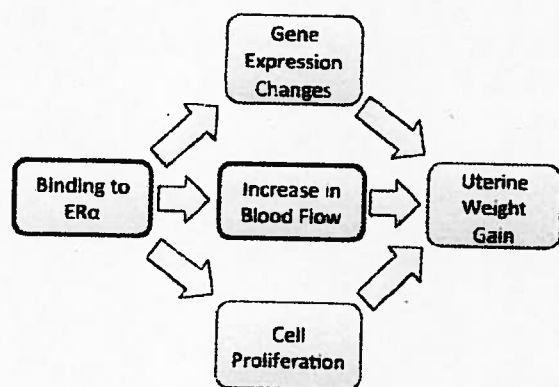 Gene
Expression
Changes
Binding to
ERα
Increase in
Blood Flow
Uterine
Weight
Gain
Cell
Proliferation